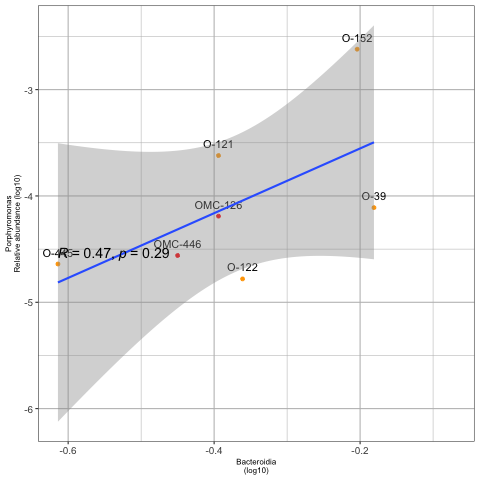 O-152
-3
O-121
O-39
OMC-126
-4
OMC-446
R = 0.47, p = 0.29
O-122
-5
-6
-0.6
-0.4
-0.2
Porphyromonas
Relative abundance (log10)
Bacteroidia
(log10)